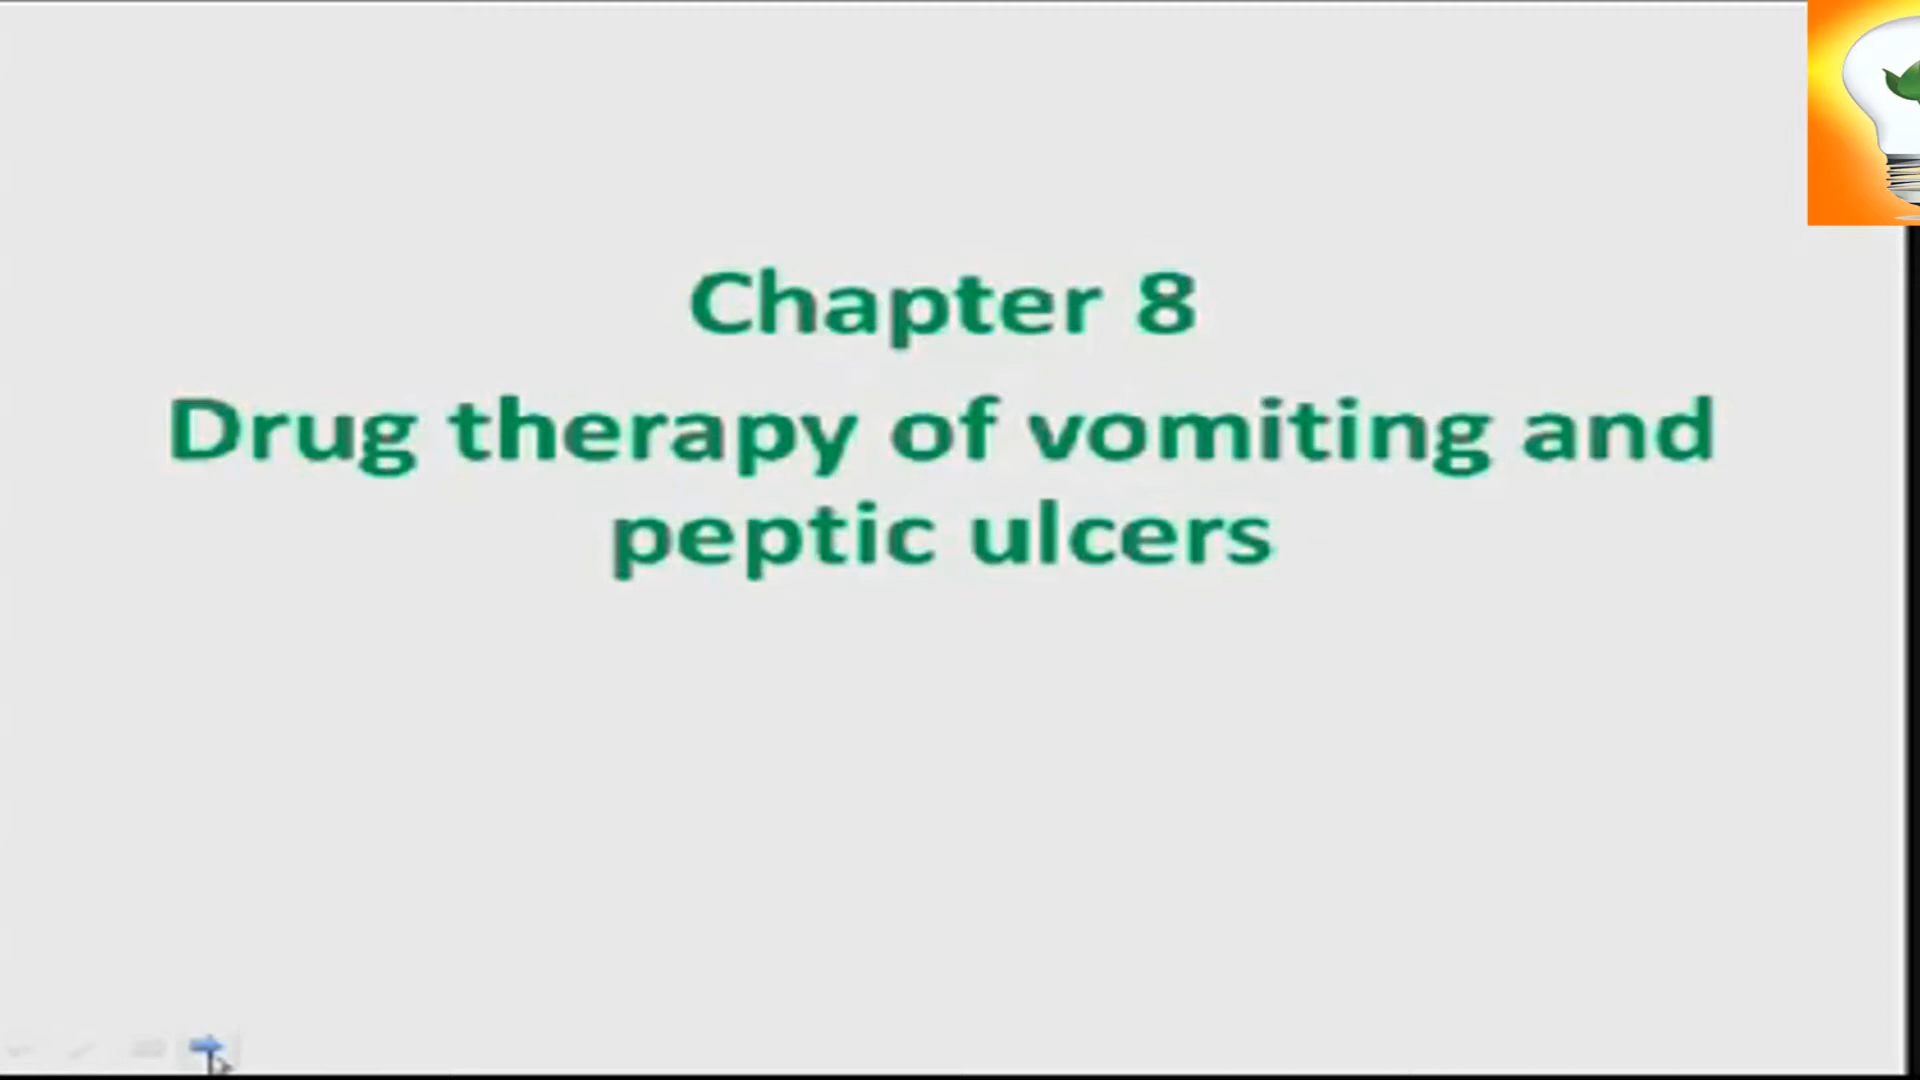 Chapter 8
Drug therapy of vomiting and
peptic ulcers